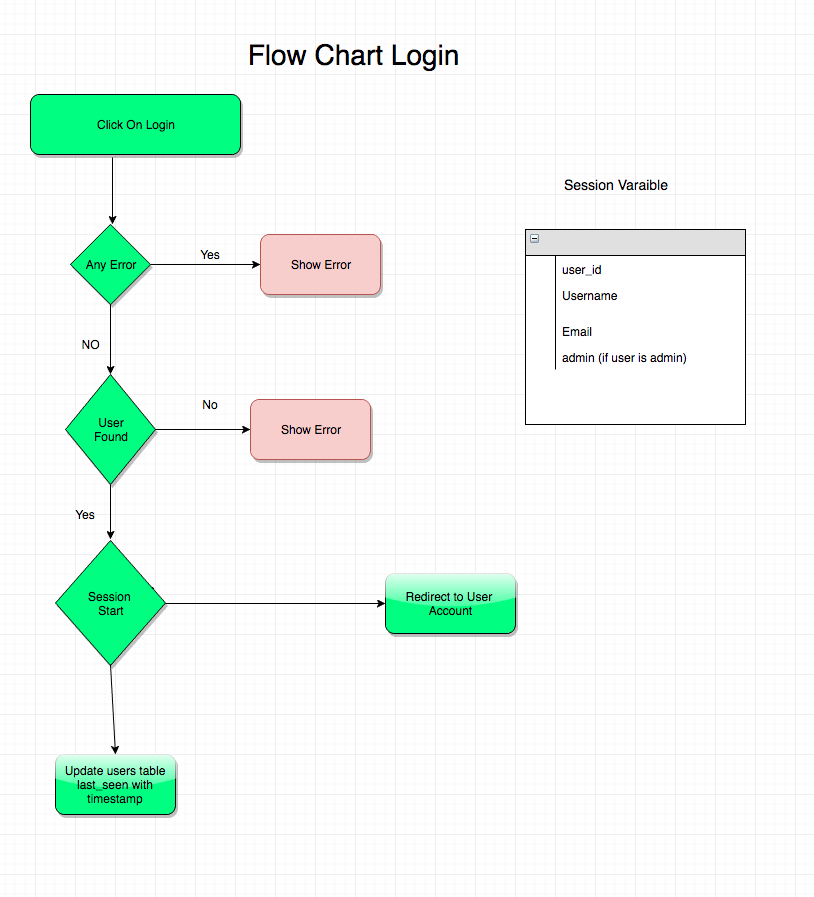 Flow Chart Login
Click On Login
Session Varaible
Any Error
Yes
Show Error
user_id
Username
Email
admin (if user is admin)
NO
User
Found
No
Show Error
Yes
Session
Start
Redirect to User
Account
Update users table
last_seen with
timestamp